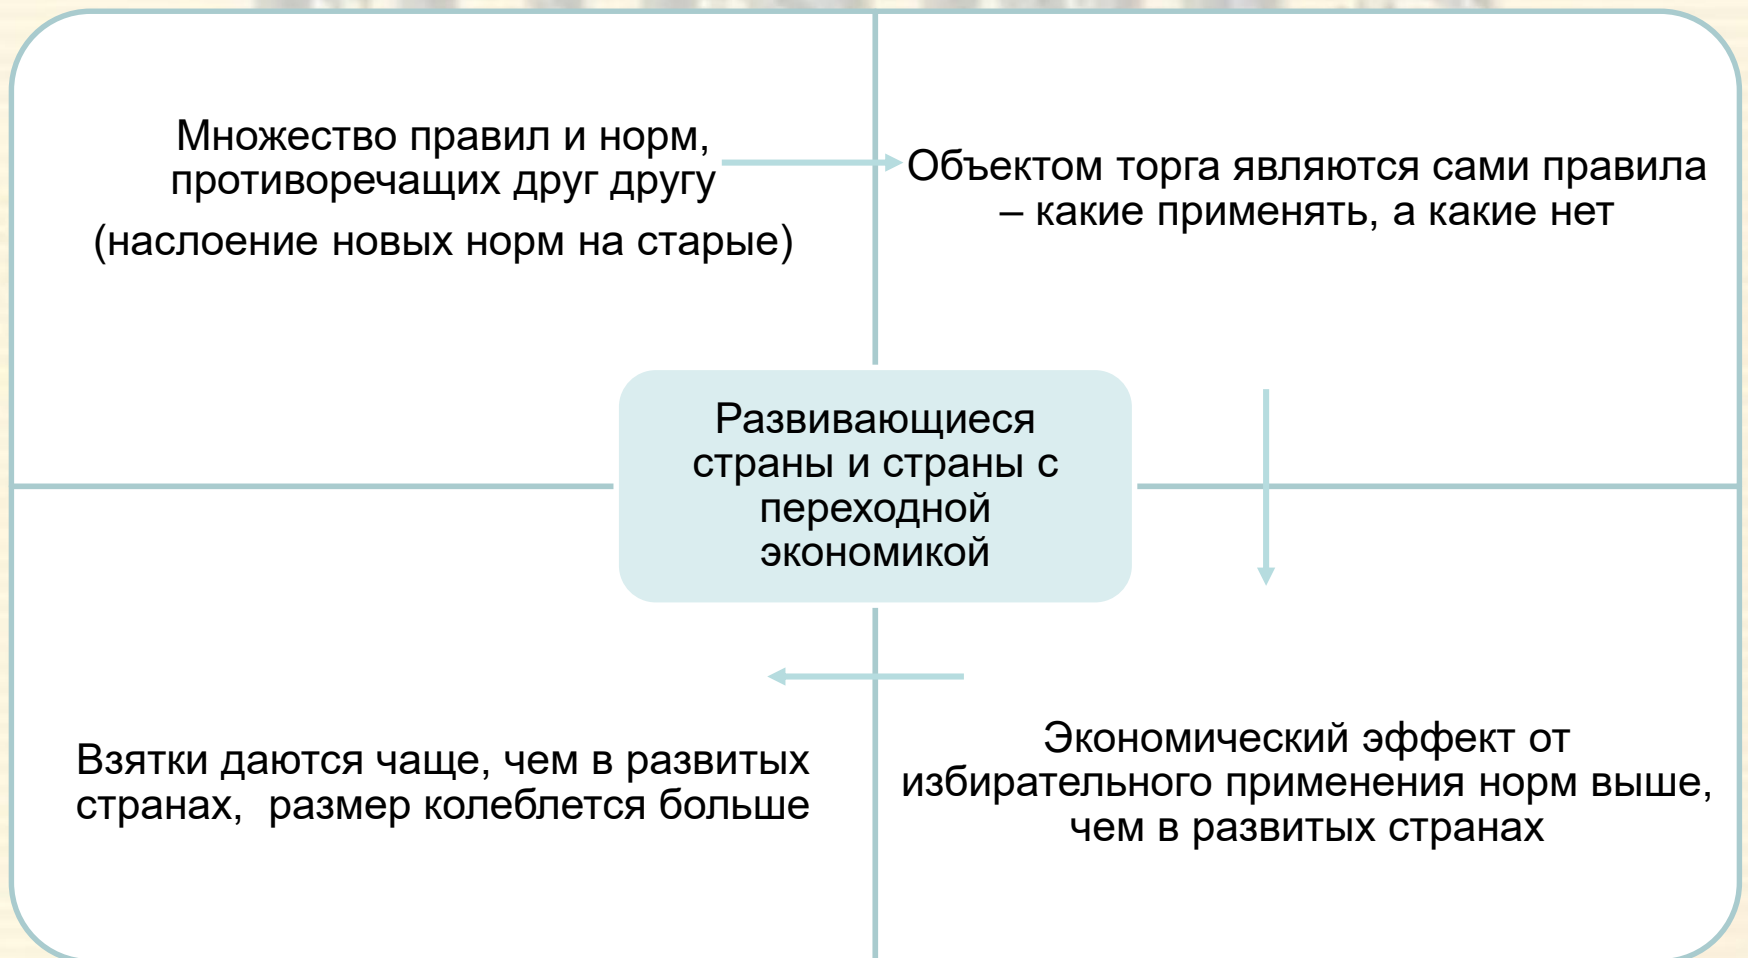 Множество правил и норм,
противоречащих друг другу
(наслоение новых норм на старые)
Объектом торга являются сами правила
– какие применять, а какие нет
Развивающиеся
страны и страны с
переходной
экономикой
Взятки даются чаще, чем в развитых
странах,  размер колеблется больше
Экономический эффект от
избирательного применения норм выше,
чем в развитых странах